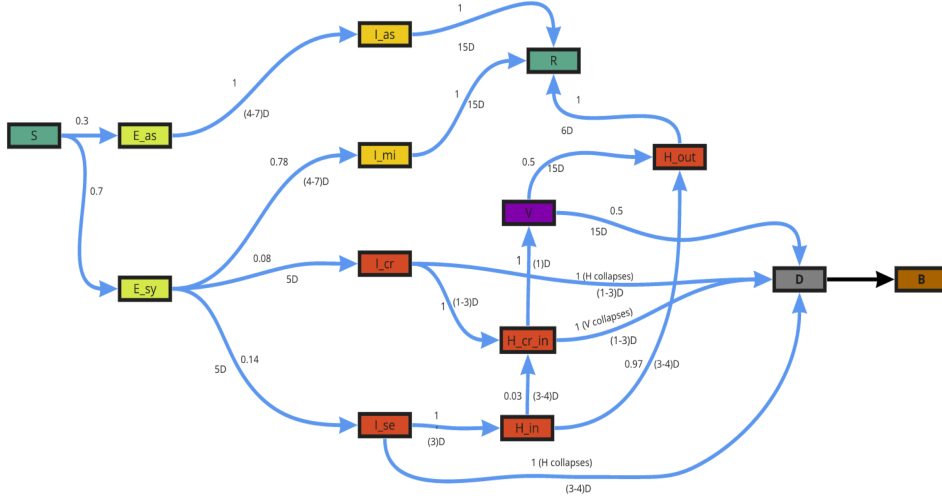 1
I_as
15D
R
1
(4-7)D
1
15D
1
6D
0.3
S
E_as
0.78
I_mi
(4-7)D
0.5
15D
H_out
0.7
V
0.5
15D
0.08
I_cr
5D
1
(1)D
1 (H collapses)
(1-3)D
D
B
E_sy
1
(1-3)D
H_cr_in
1 (V collapses)
(1-3)D
0.14
5D
0.97
(3-4)D
0.03
(3-4)D
I_se
1
(3)D
H_in
1 (H collapses)
(3-4)D